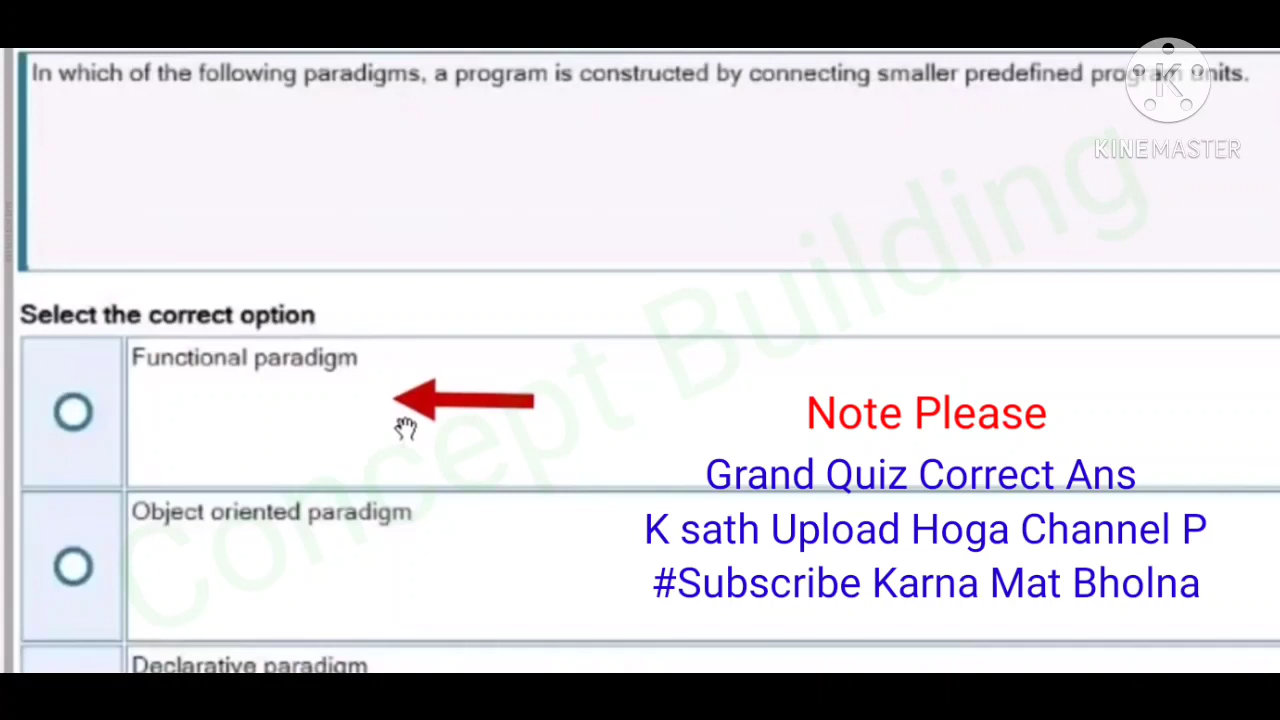 In which of the following paradigms, a program is constructed by connecting smaller predefined program units.
KINEMASTER
Concept Building
Select the correct option
Functional paradigm
Note Please
Grand Quiz Correct Ans
Object oriented paradigm
K sath Upload Hoga Channel P
#Subscribe Karna Mat Bholna
Declarative paradigm